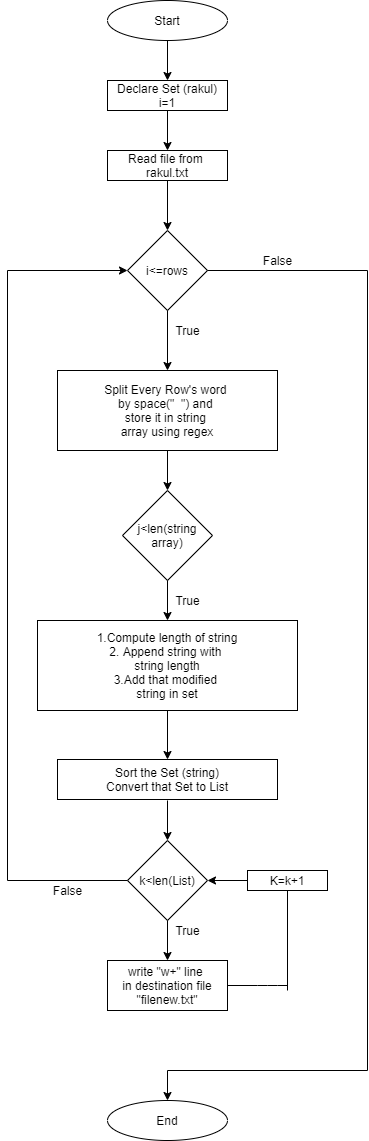 Start
Declare Set (rakul)
i=1
Read file from
rakul.txt
i<=rows
False
True
Split Every Row's word
by space("  ") and
store it in string
array using regex
j<len(string
array)
True
1.Compute length of string
2. Append string with
string length
3.Add that modified
string in set
Sort the Set (string)
Convert that Set to List
k<len(List)
K=k+1
False
True
write "w+" line
in destination file
"filenew.txt"
End